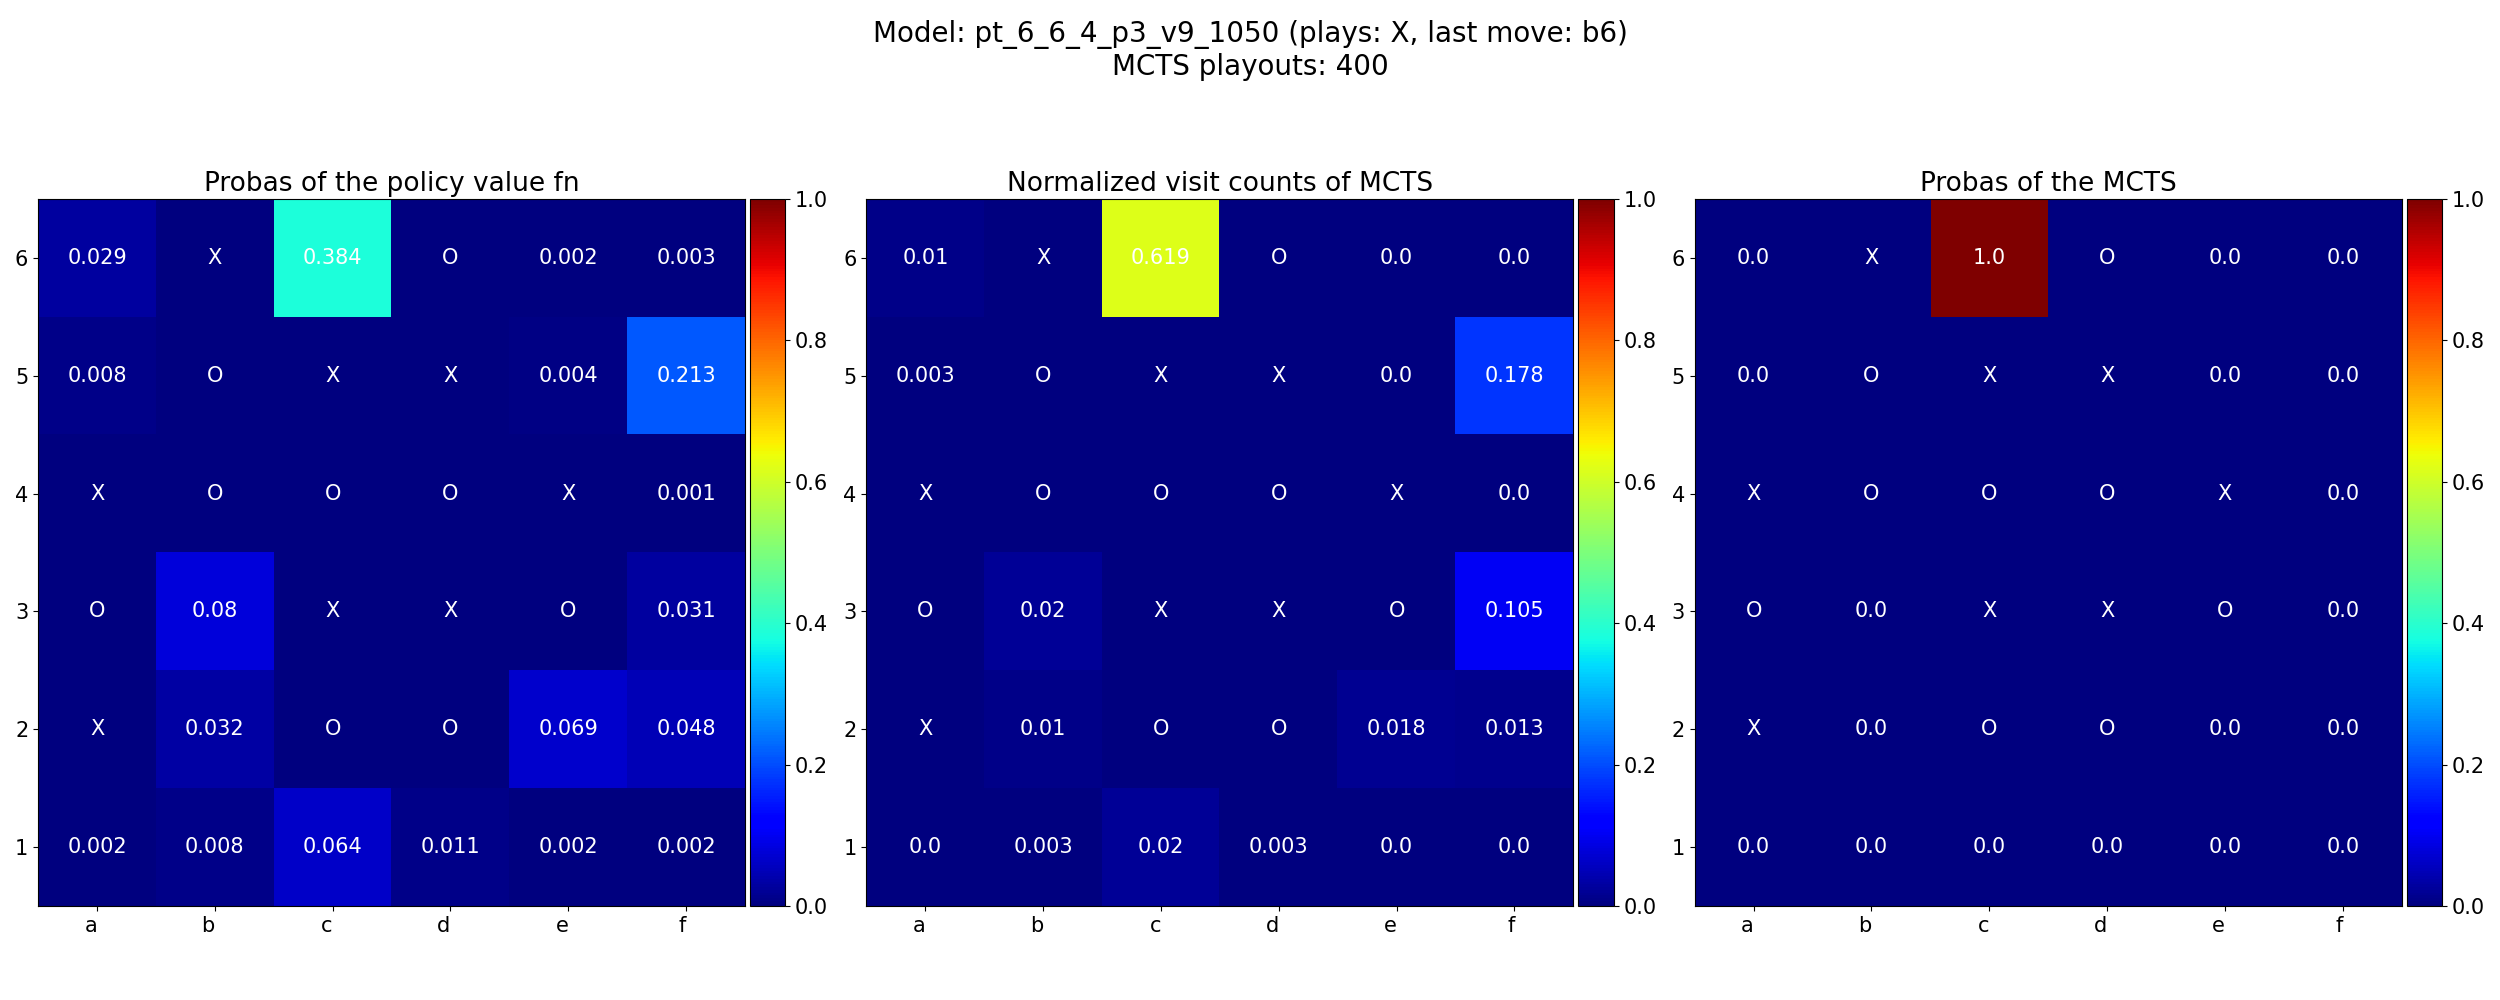 Model: pt_6_6_4_p3_v9_1050 (plays: X, last move: b6)
MCTS playouts: 400
Probas of the policy value fn
6 0.029 X 0.384 O 0.002 0.003
5 0.008 O X X 0.004 0.213
4 X O O O X 0.001
3 O 0.08 X X O 0.031
2 X 0.032 O O 0.069 0.048
1 0.002 0.008 0.064 0.011 0.002 0.002
a b c d e f
1.0
0.8
0.6
0.4
0.2
0.0
Normalized visit counts of MCTS
6 0.01 X 0.619 O 0.0 0.0
5 0.003 O X X 0.0 0.178
4 X O O O X 0.0
3 O 0.02 X X O 0.105
2 X 0.01 O O 0.018 0.013
1 0.0 0.003 0.02 0.003 0.0 0.0
a b c d e f
1.0
0.8
0.6
0.4
0.2
0.0
Probas of the MCTS
6 0.0 X 1.0 O 0.0 0.0
5 0.0 O X X 0.0 0.0
4 X O O O X 0.0
3 O 0.0 X X O 0.0
2 X 0.0 O O 0.0 0.0
1 0.0 0.0 0.0 0.0 0.0 0.0
a b c d e f
1.0
0.8
0.6
0.4
0.2
0.0